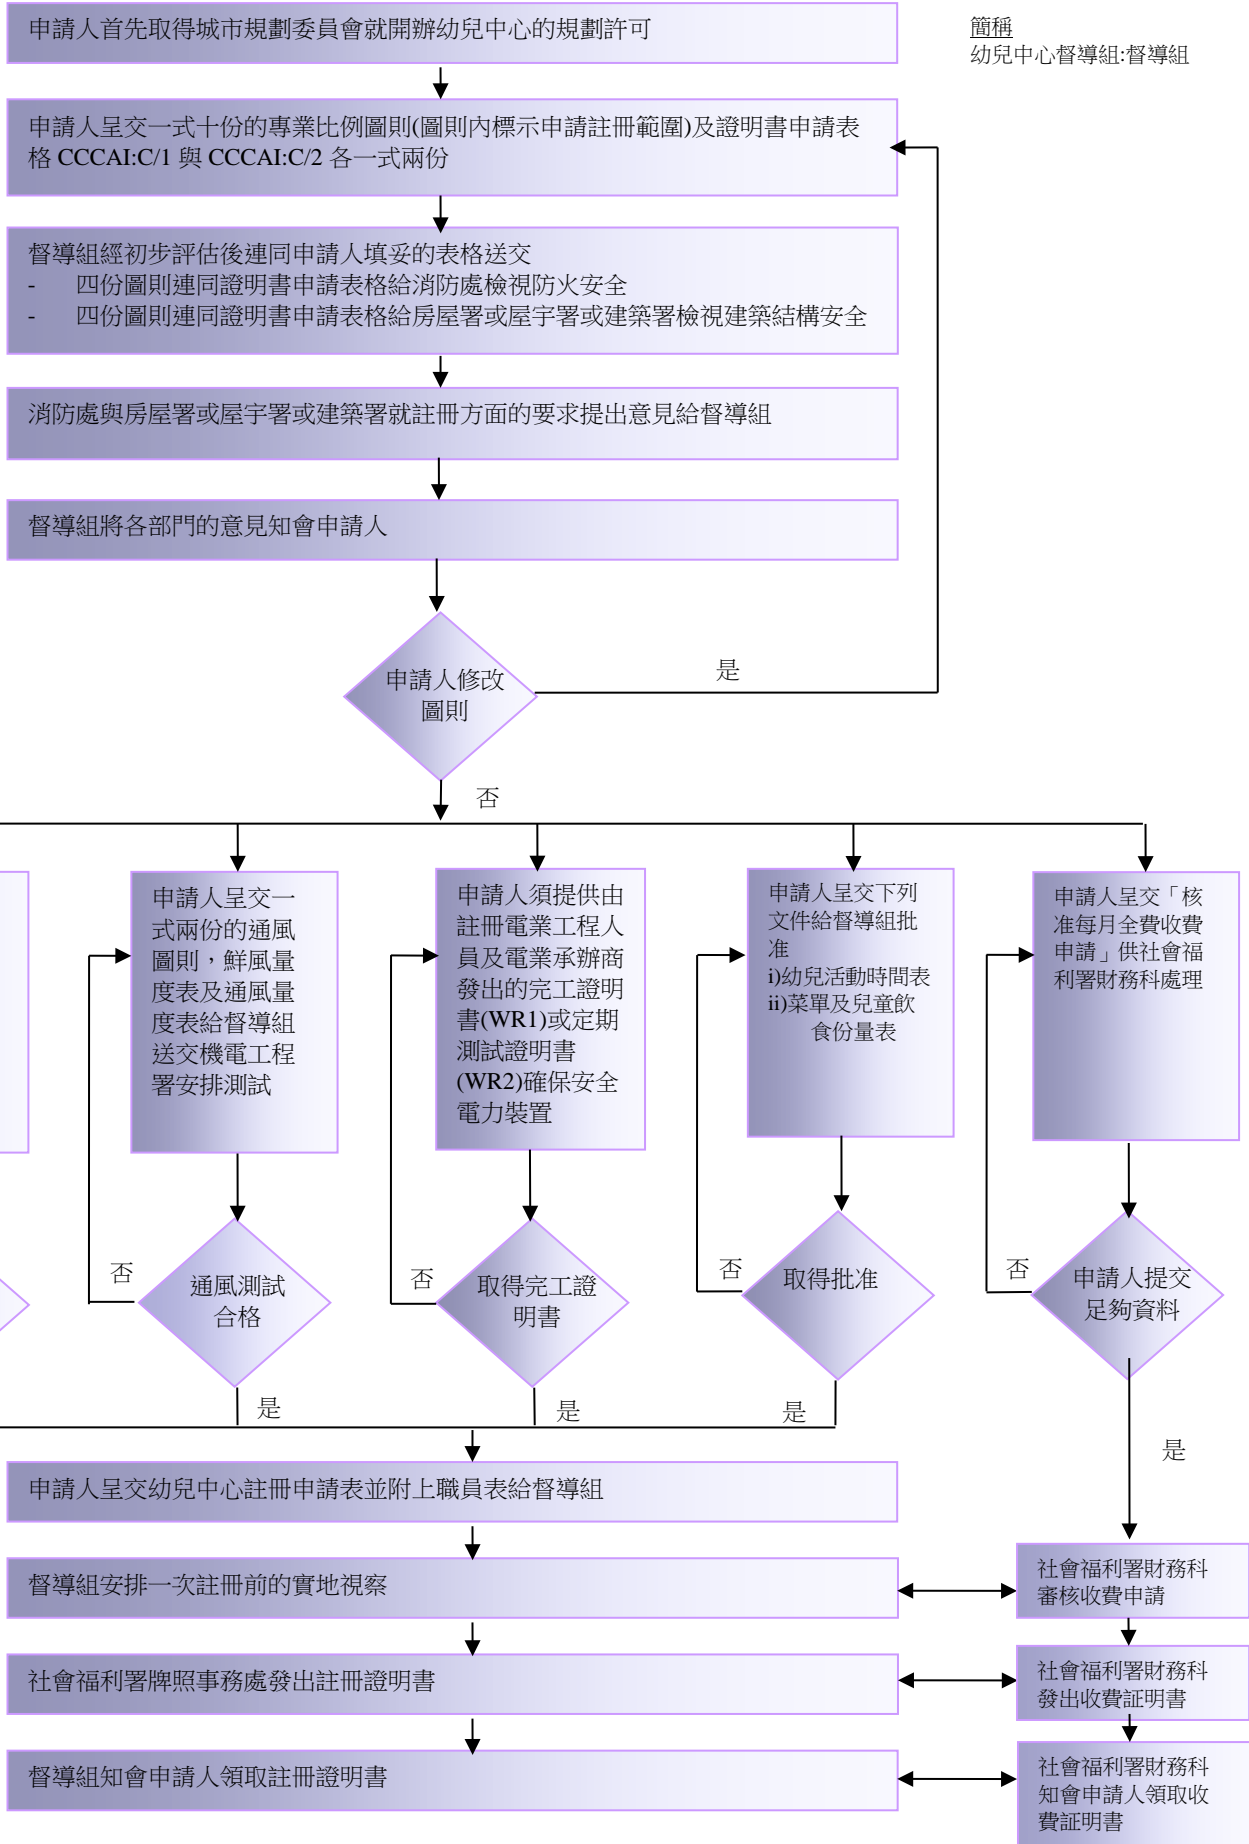 申請人首先取得城市規劃委員會就開辦幼兒中心的規劃許可
簡稱
幼兒中心督導組:督導組
申請人呈交一式十份的專業比例圖則(圖則內標示申請註冊範圍)及證明書申請表
格 CCCAI:C/1 與 CCCAI:C/2 各一式兩份
督導組經初步評估後連同申請人填妥的表格送交
- 四份圖則連同證明書申請表格給消防處檢視防火安全
- 四份圖則連同證明書申請表格給房屋署或屋宇署或建築署檢視建築結構安全
消防處與房屋署或屋宇署或建築署就註冊方面的要求提出意見給督導組
督導組將各部門的意見知會申請人
申請人修改
圖則
是
否
申請人呈交一
式兩份的通風
圖則，鮮風量
度表及通風量
度表給督導組
送交機電工程
署安排測試
申請人須提供由
註冊電業工程人
員及電業承辦商
發出的完工證明
書(WR1)或定期
測試證明書
(WR2)確保安全
電力裝置
申請人呈交下列
文件給督導組批
准
i)幼兒活動時間表
ii)菜單及兒童飲
食份量表
申請人呈交「核
准每月全費收費
申請」供社會福
利署財務科處理
否
通風測試
合格
否
取得完工證
明書
否
取得批准
否
申請人提交
足夠資料
是
是
是
是
申請人呈交幼兒中心註冊申請表並附上職員表給督導組
督導組安排一次註冊前的實地視察
社會福利署財務科
審核收費申請
社會福利署牌照事務處發出註冊證明書
社會福利署財務科
發出收費証明書
督導組知會申請人領取註冊證明書
社會福利署財務科
知會申請人領取收
費証明書